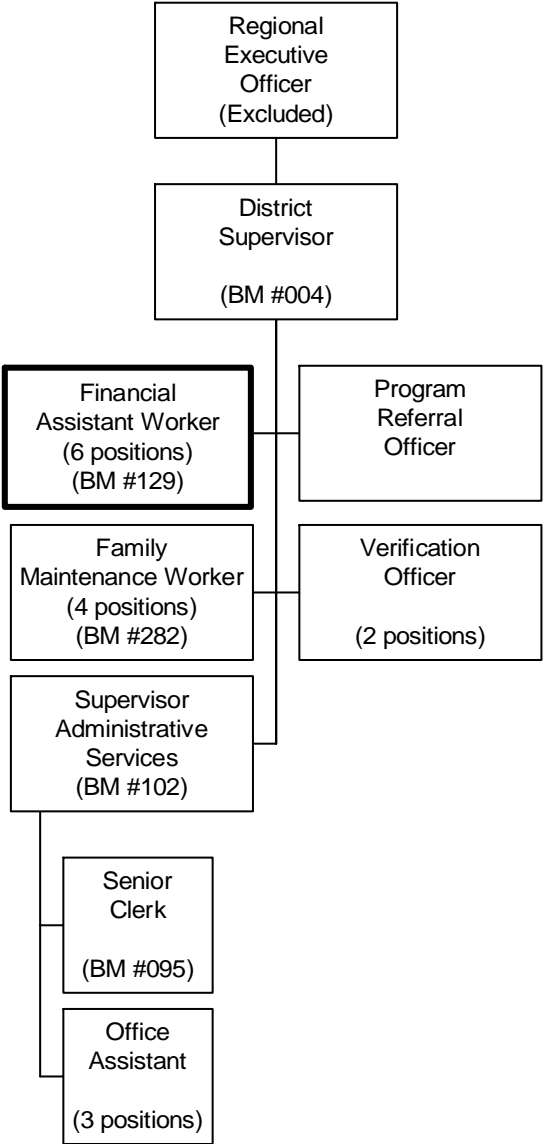 Regional
Executive
Officer
(Excluded)
District
Supervisor
(BM #004)
Financial
Assistant Worker
(6 positions)
(BM #129)
Program
Referral
Officer
Family
Maintenance Worker
(4 positions)
(BM #282)
Verification
Officer
(2 positions)
Supervisor
Administrative
Services
(BM #102)
Senior
Clerk
(BM #095)
Office
Assistant
(3 positions)